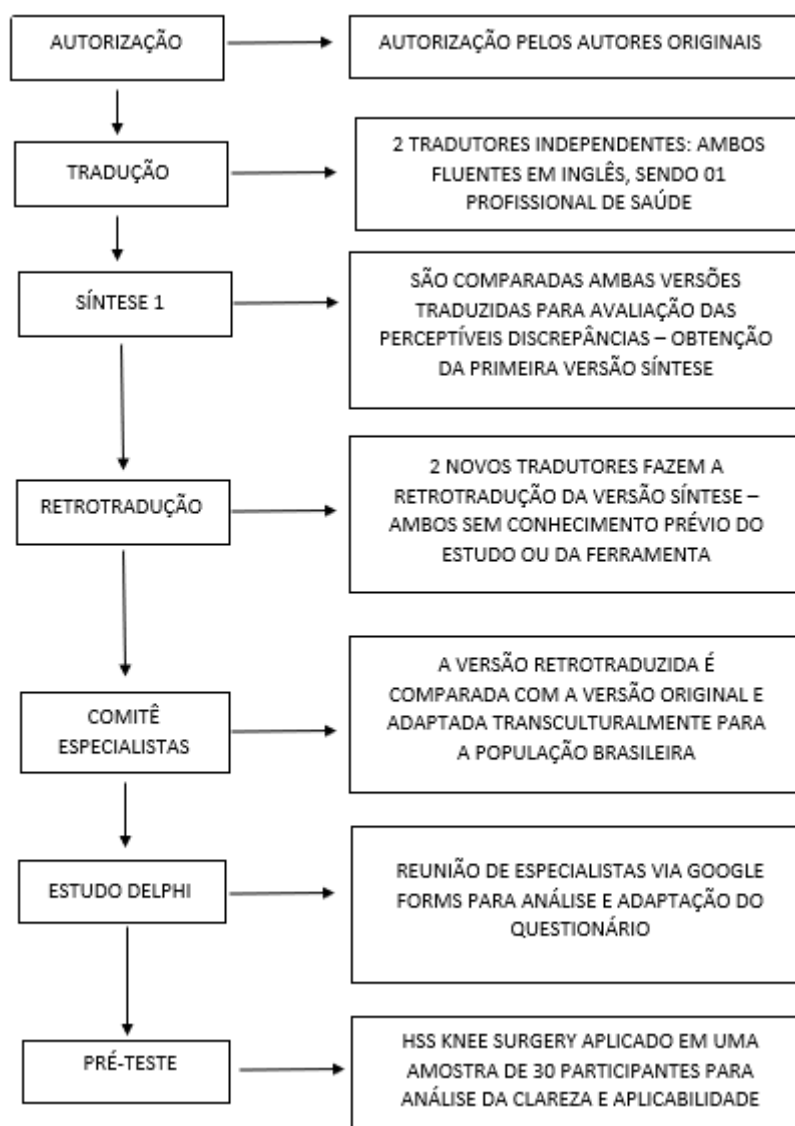 AUTORIZAÇÃO
AUTORIZAÇÃO PELOS AUTORES ORIGINAIS
TRADUÇÃO
2 TRADUTORES INDEPENDENTES: AMBOS
FLUENTES EM INGLÊS, SENDO 01
PROFISSIONAL DE SAÚDE
SÍNTESE 1
SÃO COMPARADAS AMBAS VERSÕES
TRADUZIDAS PARA AVALIAÇÃO DAS
PERCEPTÍVEIS DISCREPÂNCIAS – OBTENÇÃO
DA PRIMEIRA VERSÃO SÍNTESE
RETROTRADUÇÃO
2 NOVOS TRADUTORES FAZEM A
RETROTRADUÇÃO DA VERSÃO SÍNTESE –
AMBOS SEM CONHECIMENTO PRÉVIO DO
ESTUDO OU DA FERRAMENTA
COMITÊ
ESPECIALISTAS
A VERSÃO RETROTRADUZIDA É
COMPARADA COM A VERSÃO ORIGINAL E
ADAPTADA TRANSCULTURALMENTE PARA
A POPULAÇÃO BRASILEIRA
ESTUDO DELPHI
REUNIÃO DE ESPECIALISTAS VIA GOOGLE
FORMS PARA ANÁLISE E ADAPTAÇÃO DO
QUESTIONÁRIO
PRÉ-TESTE
HSS KNEE SURGERY APLICADO EM UMA
AMOSTRA DE 30 PARTICIPANTES PARA
ANÁLISE DA CLAREZA E APLICABILIDADE